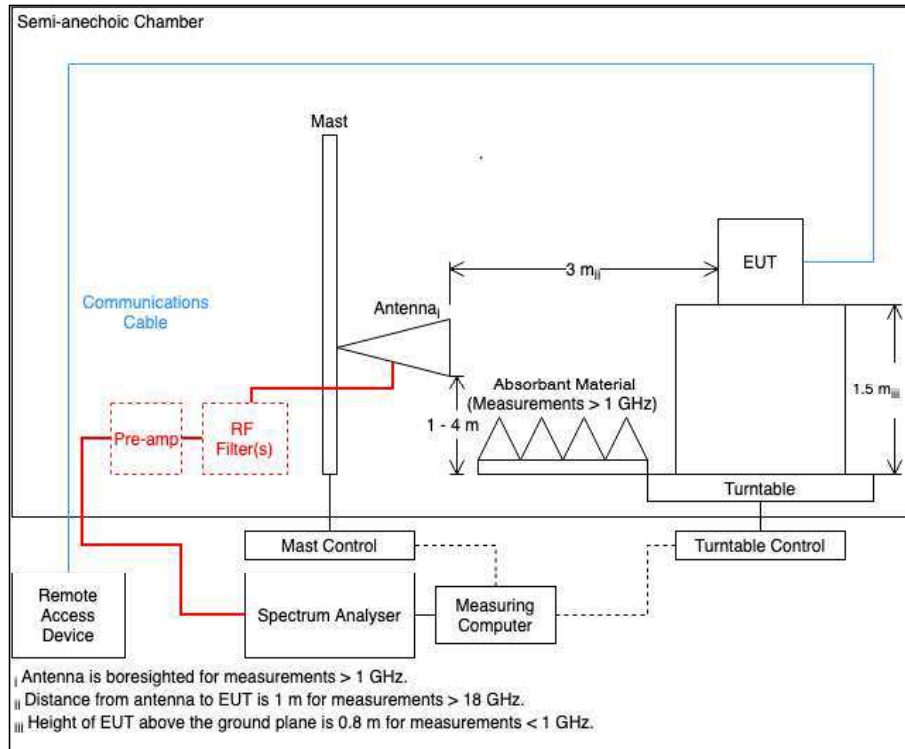 Semi-anechoic Chamber
Mast
EUT
3 mii
Communications
Cable
Antennai
Absorbant Material
(Measurements > 1 GHz)
1.5 miii
1 - 4 m
Pre-amp
RF
Filter(s)
Turntable
Mast Control
Turntable Control
Remote
Access
Device
Spectrum Analyser
Measuring
Computer
i Antenna is boresighted for measurements > 1 GHz.
ii Distance from antenna to EUT is 1 m for measurements > 18 GHz.
iii Height of EUT above the ground plane is 0.8 m for measurements < 1 GHz.